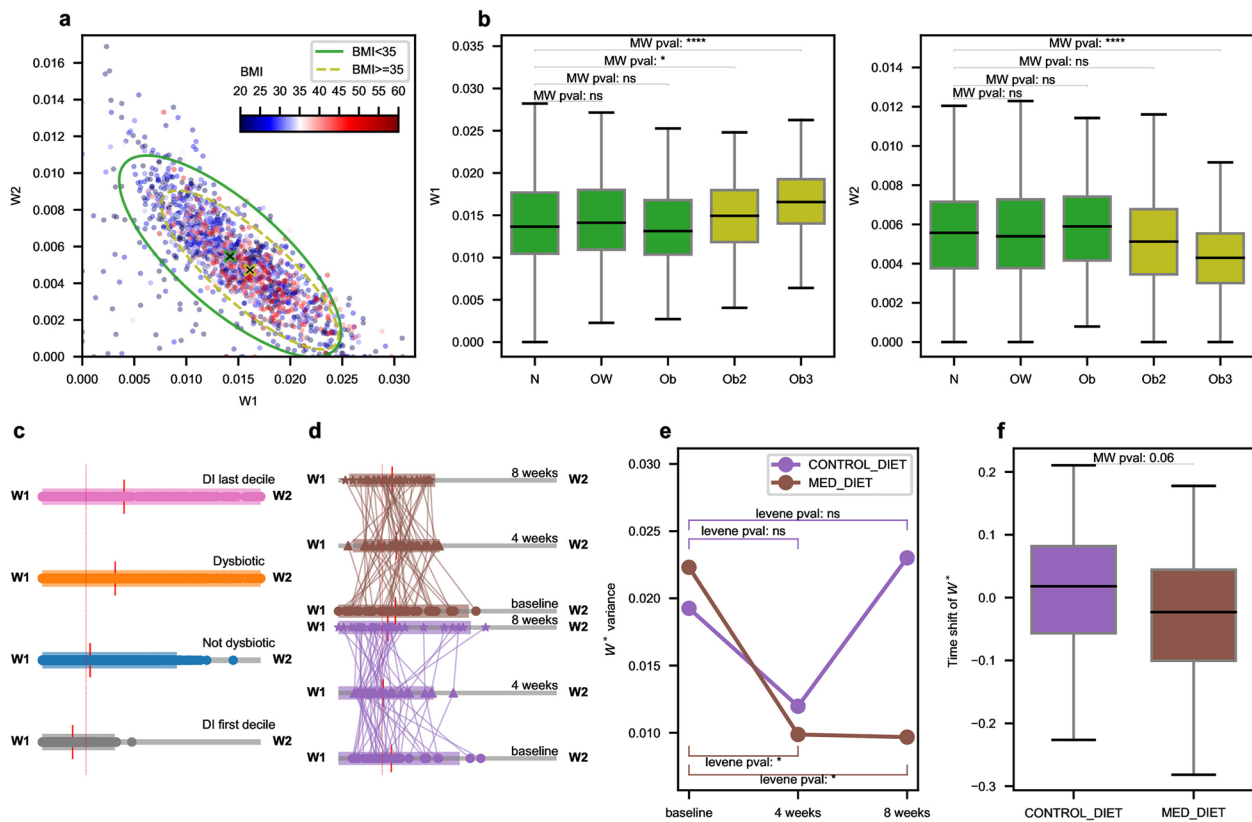 a
W2
0.016
0.014
0.012
0.010
0.008
0.006
0.004
0.002
0.000
BMI<35
BMI>=35
BMI
20 25 30 35 40 45 50 55 60
0.000 0.005 0.010 0.015 0.020 0.025 0.030
W1
b
W1
0.035
0.030
0.025
0.020
0.015
0.010
0.005
0.000
MW pval: ****
MW pval: *
MW pval: ns
MW pval: ns
N OW Ob Ob2 Ob3
W2
0.014
0.012
0.010
0.008
0.006
0.004
0.002
0.000
MW pval: ****
MW pval: ns
MW pval: ns
MW pval: ns
N OW Ob Ob2 Ob3
c
DI last decile
W1 W2
Dysbiotic
W1 W2
Not dysbiotic
W1 W2
DI first decile
W1 W2
d
8 weeks
W1 W2
4 weeks
W1 W2
baseline
W1 W2
8 weeks
W1 W2
4 weeks
W1 W2
baseline
W1 W2
e
W* variance
0.030
0.025
0.020
0.015
0.010
CONTROL_DIET
MED_DIET
levene pval: ns
levene pval: ns
levene pval: *
levene pval: *
baseline 4 weeks 8 weeks
f
Time shift of W*
0.2
0.1
0.0
−0.1
−0.2
−0.3
MW pval: 0.06
CONTROL_DIET MED_DIET